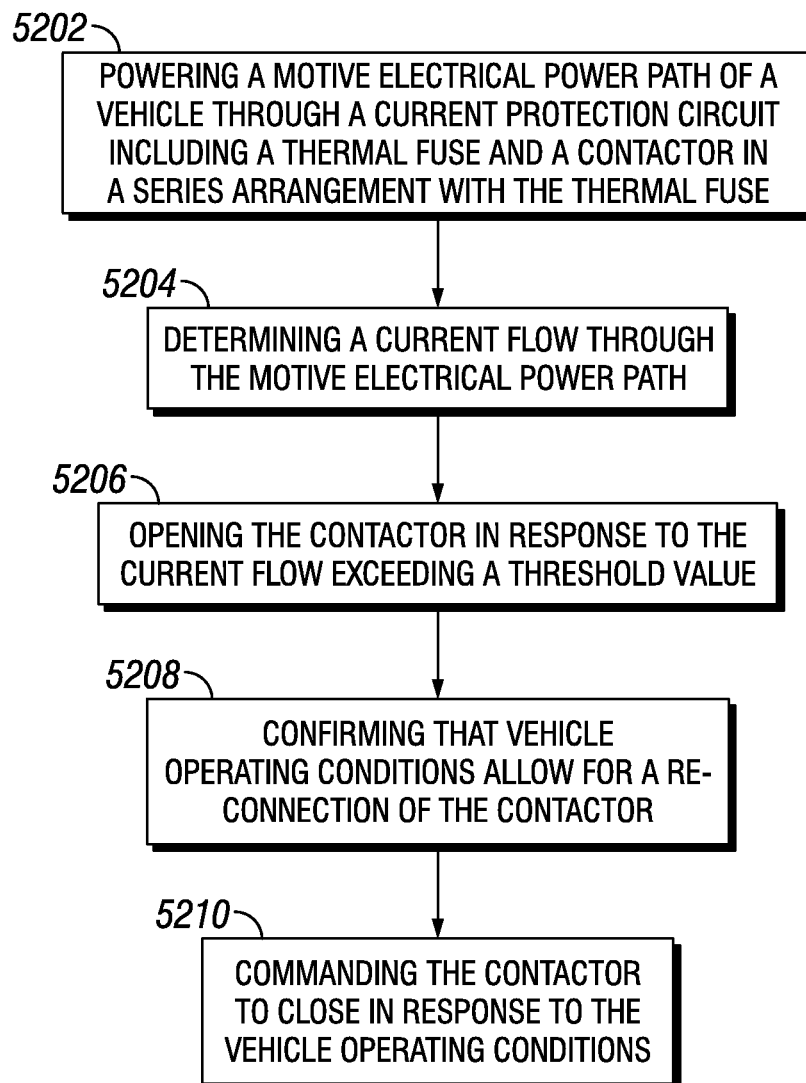 5202
POWERING A MOTIVE ELECTRICAL POWER PATH OF A
VEHICLE THROUGH A CURRENT PROTECTION CIRCUIT
INCLUDING A THERMAL FUSE AND A CONTACTOR IN
A SERIES ARRANGEMENT WITH THE THERMAL FUSE
5204
DETERMINING A CURRENT FLOW THROUGH
THE MOTIVE ELECTRICAL POWER PATH
5206
OPENING THE CONTACTOR IN RESPONSE TO THE
CURRENT FLOW EXCEEDING A THRESHOLD VALUE
5208
CONFIRMING THAT VEHICLE
OPERATING CONDITIONS ALLOW FOR A RE-
CONNECTION OF THE CONTACTOR
5210
COMMANDING THE CONTACTOR
TO CLOSE IN RESPONSE TO THE
VEHICLE OPERATING CONDITIONS